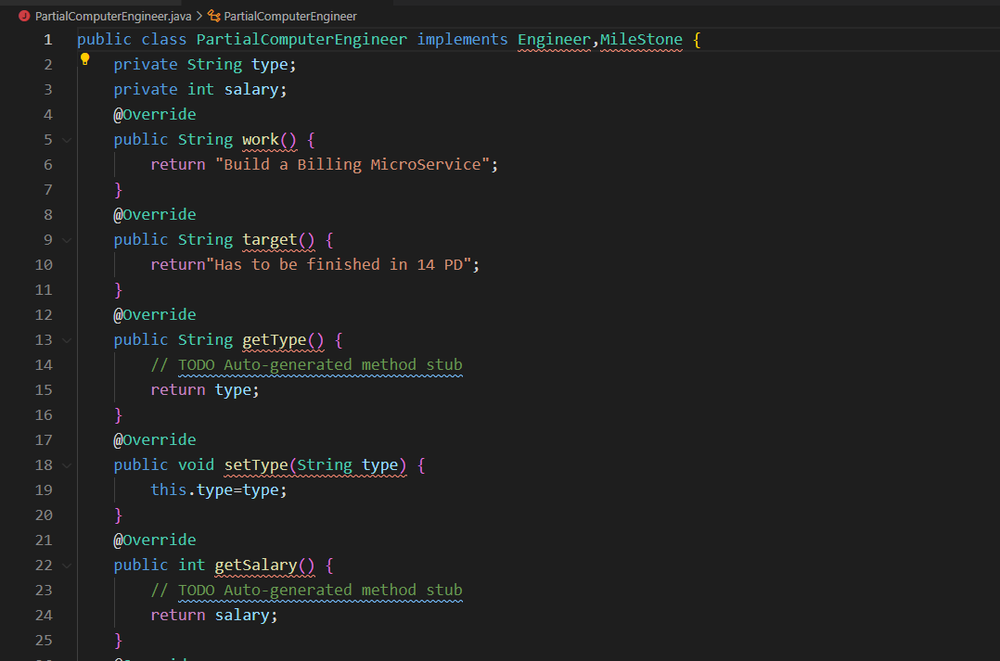 PartialComputerEngineer.java > PartialComputerEngineer
1 public class PartialComputerEngineer implements Engineer,MileStone {
2 private String type;
3 private int salary;
4 @Override
5 public String work() {
6 return "Build a Billing MicroService";
7 }
8 @Override
9 public String target() {
10 return"Has to be finished in 14 PD";
11 }
12 @Override
13 public String getType() {
14 // TODO Auto-generated method stub
15 return type;
16 }
17 @Override
18 public void setType(String type) {
19 this.type=type;
20 }
21 @Override
22 public int getSalary() {
23 // TODO Auto-generated method stub
24 return salary;
25 }